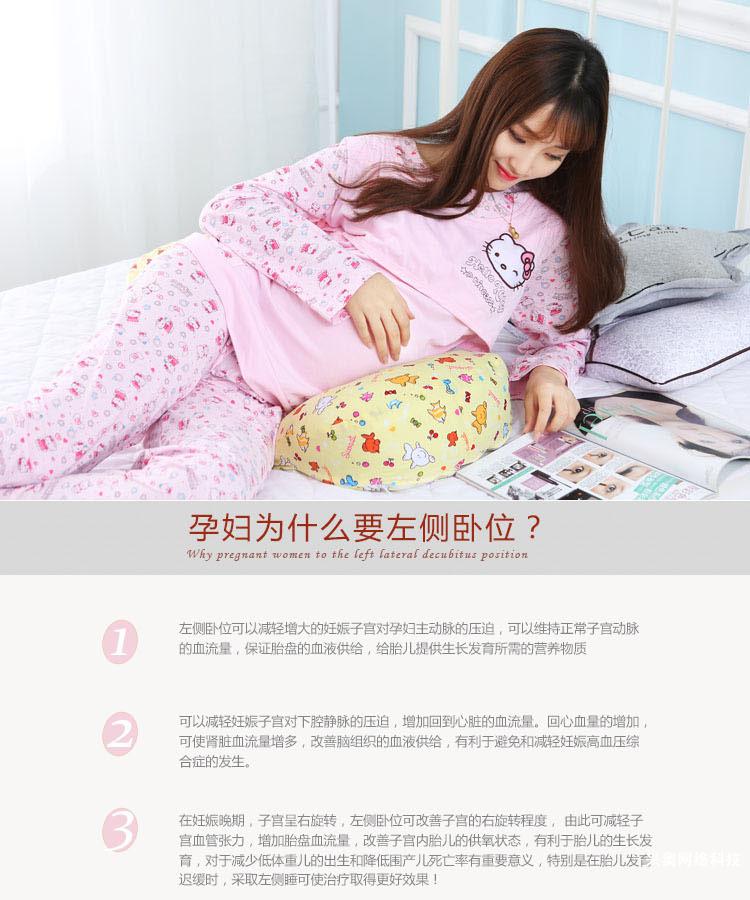 孕妇为什么要左侧卧位？
Why pregnant women to the left lateral decubitus position
1
左侧卧位可以减轻增大的妊娠子宫对孕妇主动脉的压迫，可以维持正常子宫动脉
的血流量，保证胎盘的血液供给，给胎儿提供生长发育所需的营养物质
2
可以减轻妊娠子宫对下腔静脉的压迫，增加回到心脏的血流量。回心血量的增加，
可使肾脏血流量增多，改善脑组织的血液供给，有利于避免和减轻妊娠高血压综
合症的发生。
3
在妊娠晚期，子宫呈右旋转，左侧卧位可改善子宫的右旋转程度， 由此可减轻子
宫血管张力，增加胎盘血流量，改善子宫内胎儿的供氧状态，有利于胎儿的生长发
育，对于减少低体重儿的出生和降低围产儿死亡率有重要意义，特别是在胎儿发育
迟缓时，采取左侧睡可使治疗取得更好效果！
网络科技